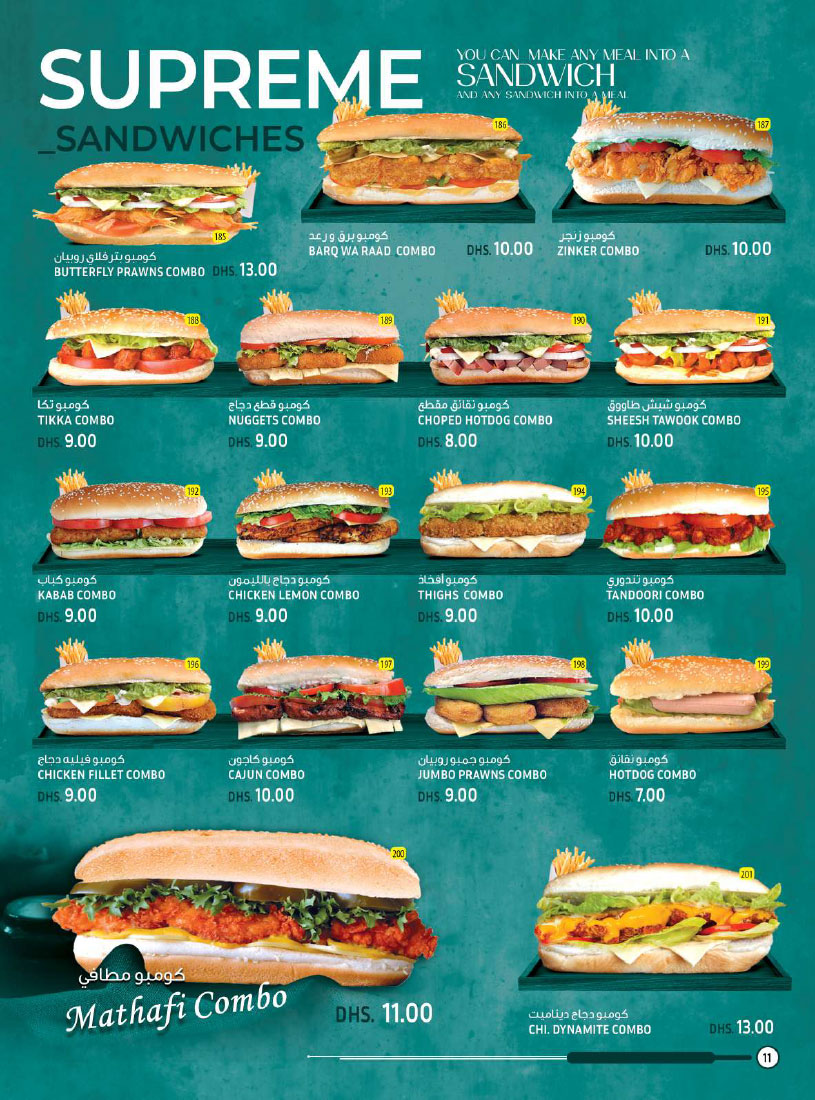 SUPREME
_SANDWICHES
YOU CAN MAKE ANY MEAL INTO A
SANDWICH
AND ANY SANDWICH INTO A MEAL
185
كومبو بتر فلاي روبيان
BUTTERFLY PRAWNS COMBO DHS. 13.00
186
كومبو برق و رعد
BARQ WA RAAD COMBO DHS. 10.00
187
كومبو زنجر
ZINKER COMBO DHS. 10.00
188
كومبو تكا
TIKKA COMBO
DHS. 9.00
189
كومبو قطع دجاج
NUGGETS COMBO
DHS. 9.00
190
كومبو نقانق مقطع
CHOPED HOTDOG COMBO
DHS. 8.00
191
كومبو شيش طاووق
SHEESH TAWOOK COMBO
DHS. 10.00
192
كومبو كباب
KABAB COMBO
DHS. 9.00
193
كومبو دجاج بالليمون
CHICKEN LEMON COMBO
DHS. 9.00
194
كومبو أفخاذ
THIGHS COMBO
DHS. 9.00
195
كومبو تندوري
TANDOORI COMBO
DHS. 10.00
196
كومبو فيليه دجاج
CHICKEN FILLET COMBO
DHS. 9.00
197
كومبو كاجون
CAJUN COMBO
DHS. 10.00
198
كومبو جمبو روبيان
JUMBO PRAWNS COMBO
DHS. 9.00
199
كومبو نقانق
HOTDOG COMBO
DHS. 7.00
200
كومبو مطافي
Mathafi Combo
DHS. 11.00
201
كومبو دجاج ديناميت
CHI. DYNAMITE COMBO DHS. 13.00
11